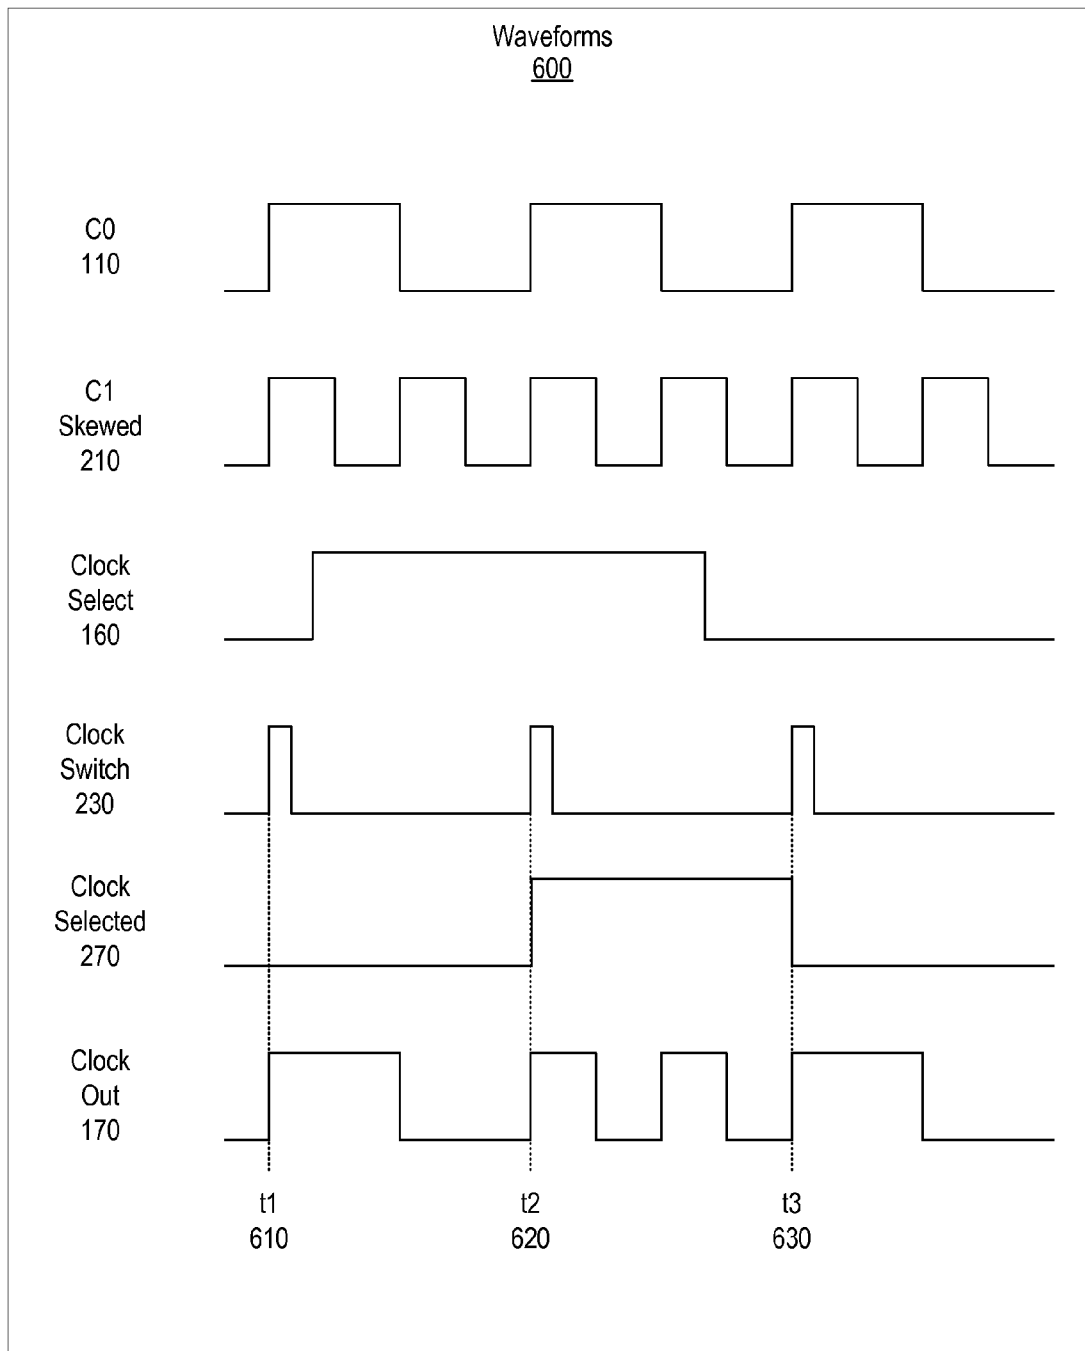 Waveforms
600
C0
110
C1
Skewed
210
Clock
Select
160
Clock
Switch
230
Clock
Selected
270
Clock
Out
170
t1
610
t2
620
t3
630